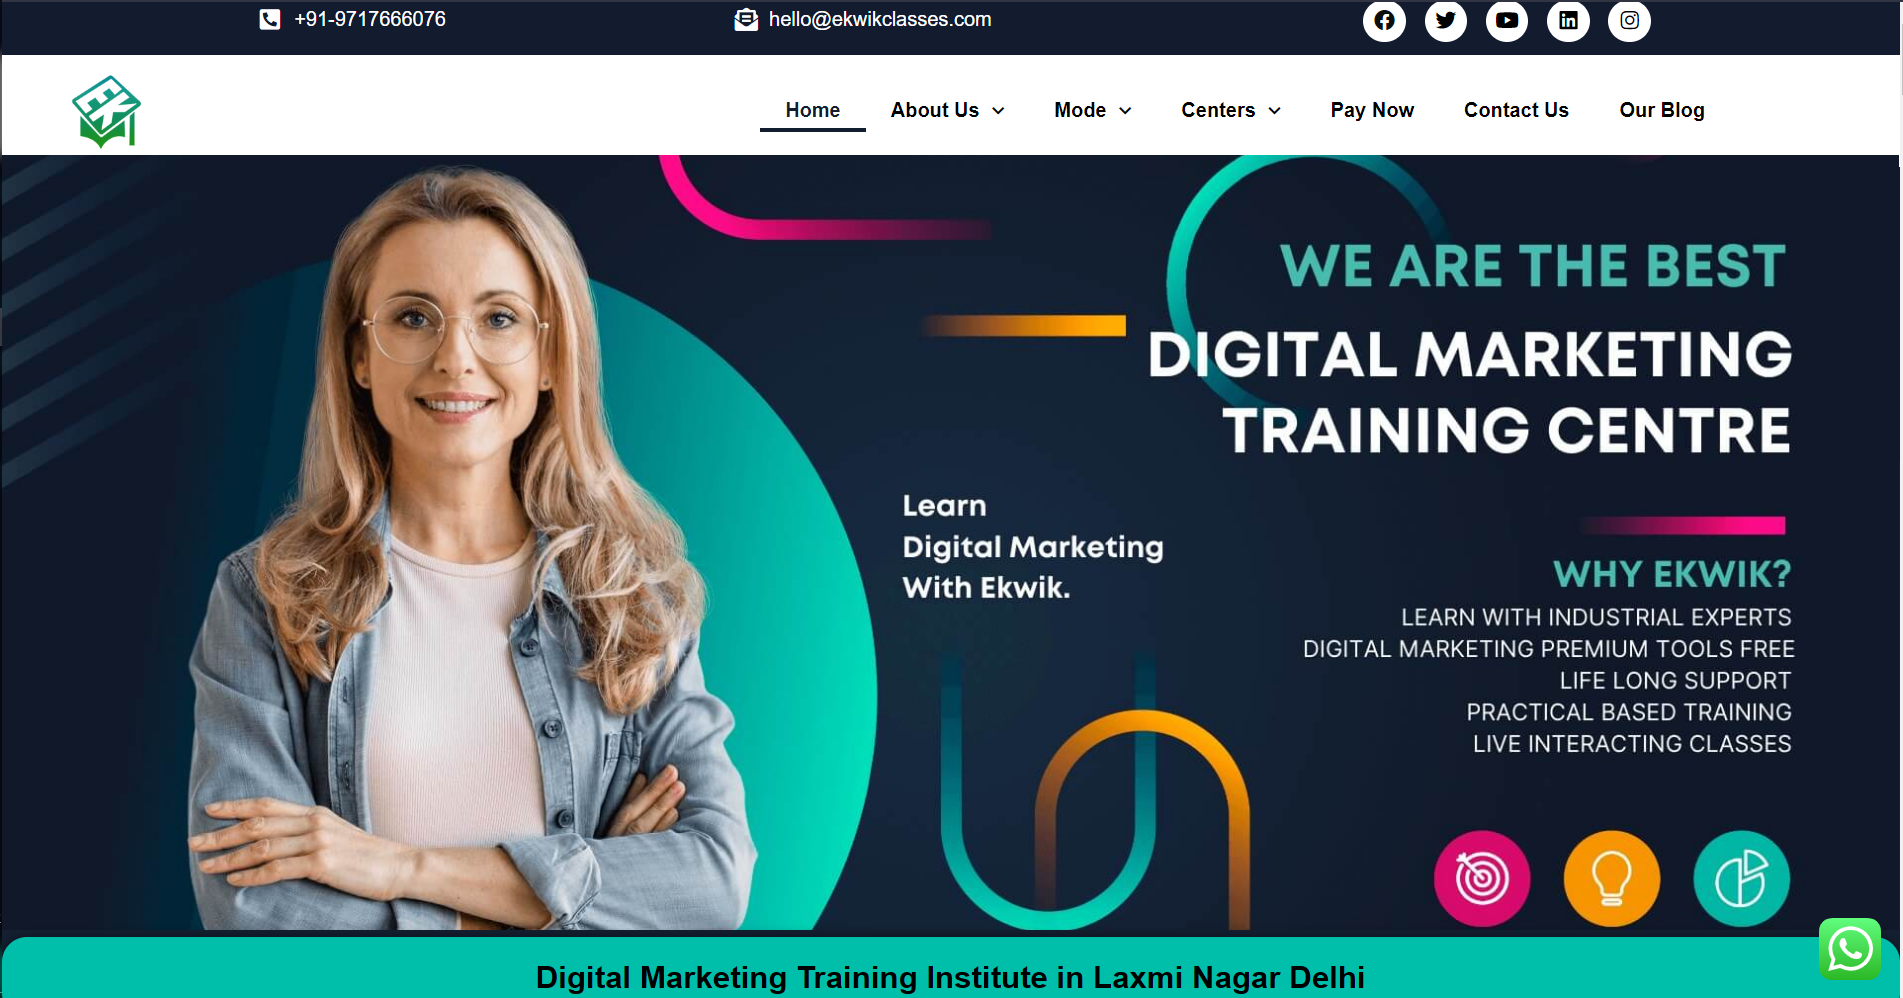 +91-9717666076
hello@ekwikclasses.com
EK
Home
About Us
Mode
Centers
Pay Now
Contact Us
Our Blog
WE ARE THE BEST
DIGITAL MARKETING
TRAINING CENTRE
Learn
Digital Marketing
With Ekwik.
WHY EKWIK?
LEARN WITH INDUSTRIAL EXPERTS
DIGITAL MARKETING PREMIUM TOOLS FREE
LIFE LONG SUPPORT
PRACTICAL BASED TRAINING
LIVE INTERACTING CLASSES
Digital Marketing Training Institute in Laxmi Nagar Delhi